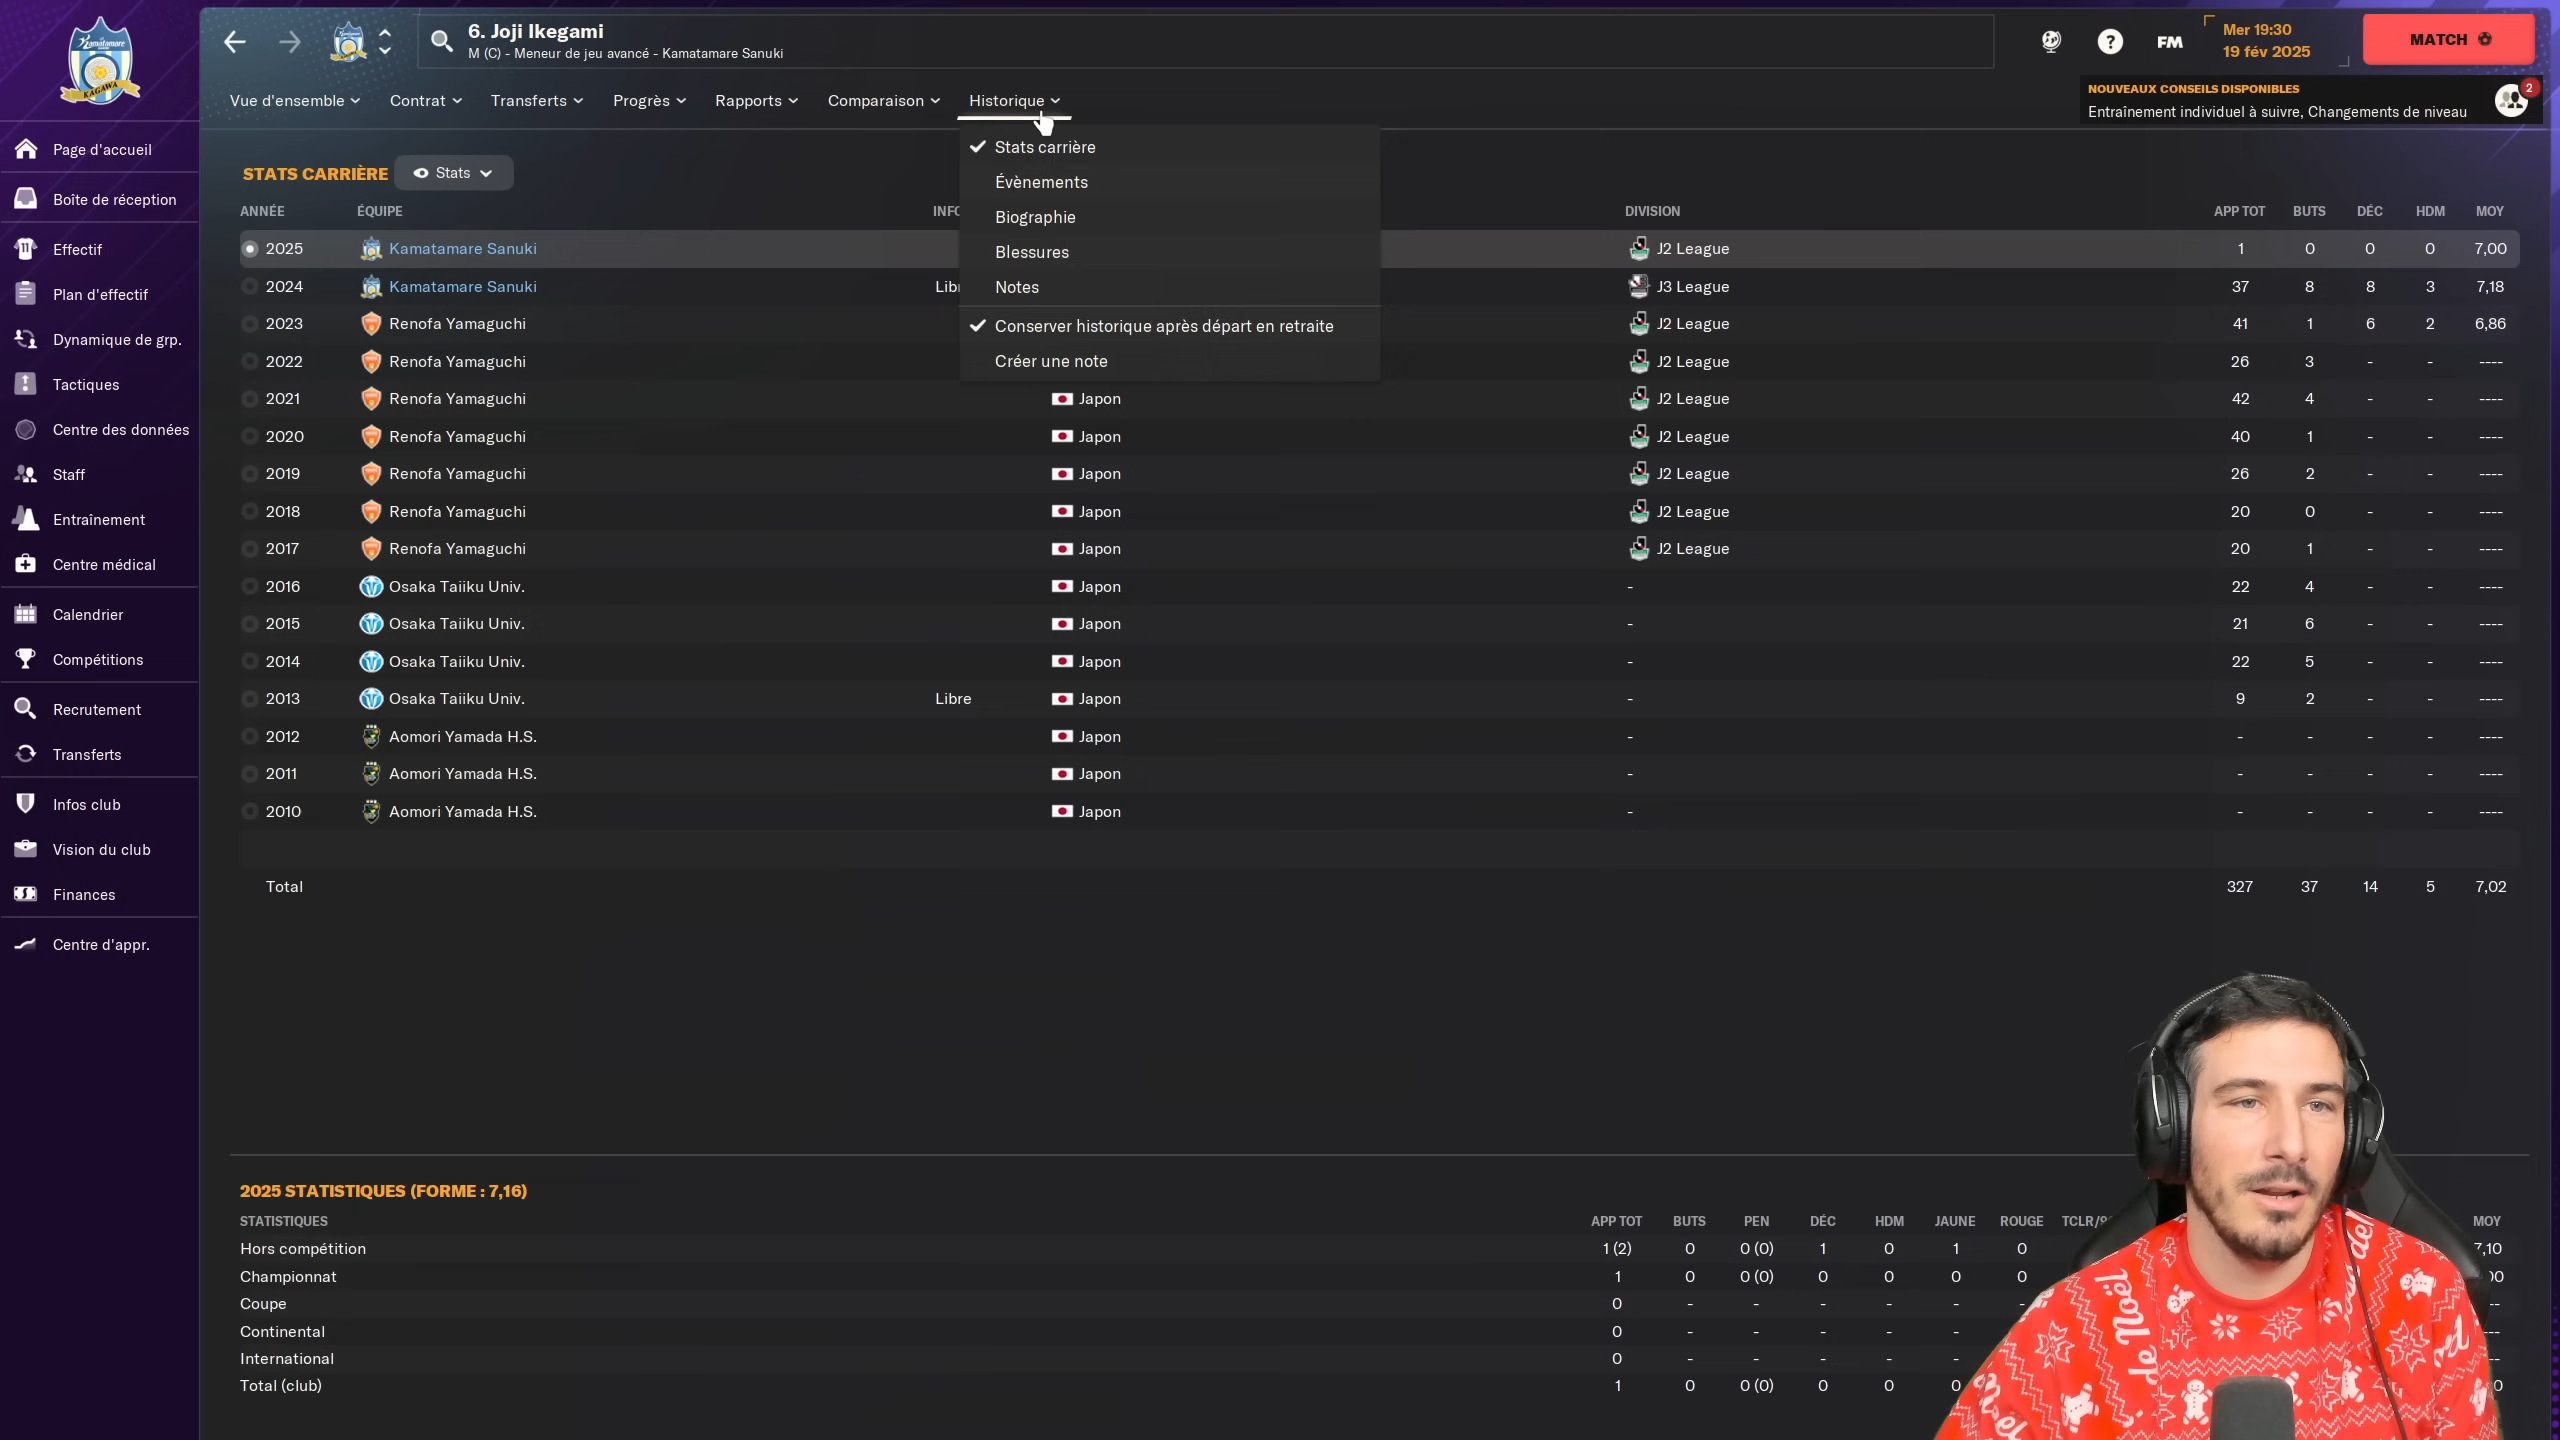 6. Joji Ikegami
M (C) - Meneur de jeu avancé - Kamatamare Sanuki
FM
Mer 19:30
19 fév 2025
MATCH
KAGAWA
Vue d'ensemble Contrat Transferts Progrès Rapports Comparaison Historique
NOUVEAUX CONSEILS DISPONIBLES
Entraînement individuel à suivre, Changements de niveau
2
Page d'accueil
Boîte de réception
Effectif
Plan d'effectif
Dynamique de grp.
Tactiques
Centre des données
Staff
Entraînement
Centre médical
Calendrier
Compétitions
Recrutement
Transferts
Infos club
Vision du club
Finances
Centre d'appr.
Stats carrière
Évènements
Biographie
Blessures
Notes
Conserver historique après départ en retraite
Créer une note
STATS CARRIÈRE Stats
ANNÉE ÉQUIPE DIVISION APP TOT BUTS DÉC HDM MOY
2025 Kamatamare Sanuki J2 League 1 0 0 0 7,00
2024 Kamatamare Sanuki J3 League 37 8 8 3 7,18
2023 Renofa Yamaguchi J2 League 41 1 6 2 6,86
2022 Renofa Yamaguchi J2 League 26 3 - - ----
2021 Renofa Yamaguchi Japon J2 League 42 4 - - ----
2020 Renofa Yamaguchi Japon J2 League 40 1 - - ----
2019 Renofa Yamaguchi Japon J2 League 26 2 - - ----
2018 Renofa Yamaguchi Japon J2 League 20 0 - - ----
2017 Renofa Yamaguchi Japon J2 League 20 1 - - ----
2016 Osaka Taiiku Univ. Japon - 22 4 - - ----
2015 Osaka Taiiku Univ. Japon - 21 6 - - ----
2014 Osaka Taiiku Univ. Japon - 22 5 - - ----
2013 Osaka Taiiku Univ. Libre Japon - 9 2 - - ----
2012 Aomori Yamada H.S. Japon - - - - - ----
2011 Aomori Yamada H.S. Japon - - - - - ----
2010 Aomori Yamada H.S. Japon - - - - - ----
Total 327 37 14 5 7,02
2025 STATISTIQUES (FORME : 7,16)
STATISTIQUES APP TOT BUTS PEN DÉC HDM JAUNE ROUGE MOY
Hors compétition 1 (2) 0 0 (0) 1 0 1 0 7,10
Championnat 1 0 0 (0) 0 0 0 0
Coupe 0 - - - - - -
Continental 0 - - - - -
International 0 - - - - -
Total (club) 1 0 0 (0) 0 0 0